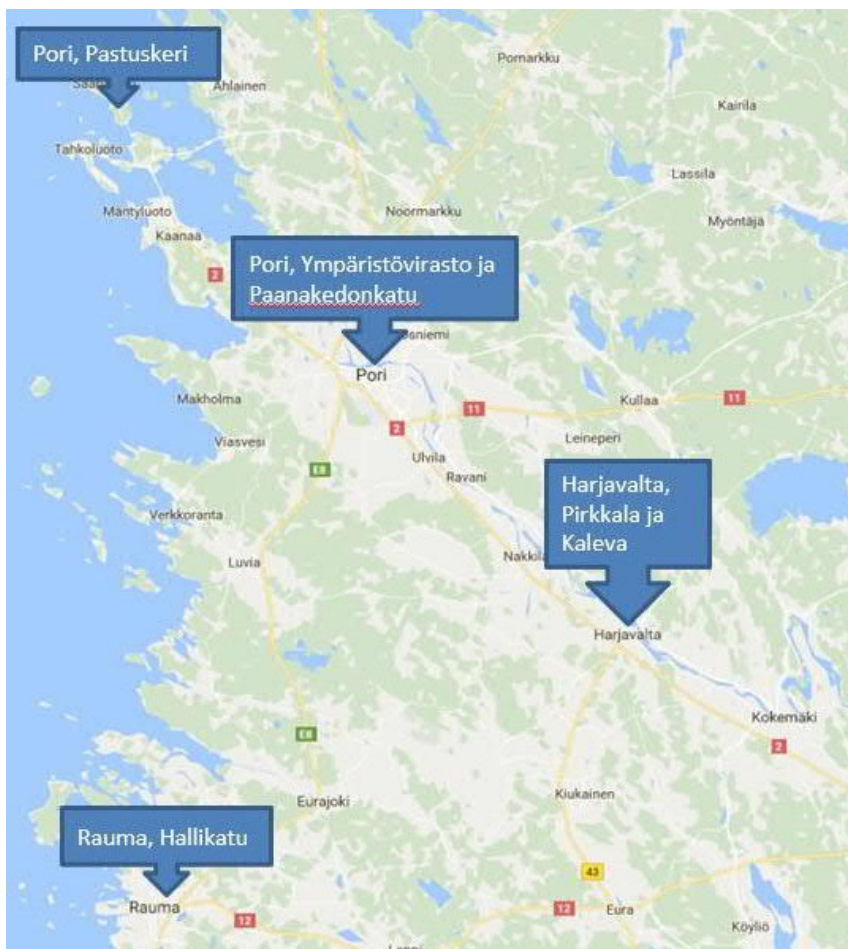 Pori, Pastuskeri
Pomarkku
Ahlainen
Kairila
Tahkoluoto
Lassila
Mäntyluoto
Noormarkku
Myöntäjä
Kaanaa
2
Pori, Ympäristövirasto ja
Paanakedonkatu
Pori
Makholma
Kullaa
11
11
2
Leineperi
Viasvesi
Ulvila
E8
Ravani
Harjavalta,
Pirkkala ja
Kaleva
Verkkoranta
Luvia
Harjavalta
Kokemäki
E8
2
Kiukainen
Eurajoki
Rauma, Hallikatu
43
Rauma
12
12
Eura
Köyliö